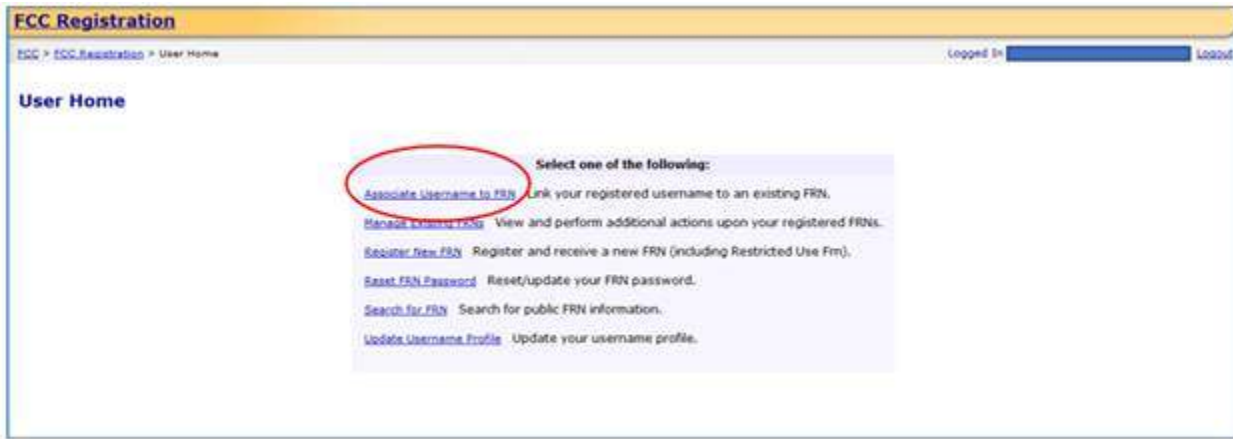 FCC Registration
FCC > FCC Registration > User Home
Logged In
Logout
User Home
Select one of the following:
Associate Username to FRN Link your registered username to an existing FRN.
Manage Existing FRNs View and perform additional actions upon your registered FRNs.
Register New FRN Register and receive a new FRN (including Restricted Use Frn).
Reset FRN Password Reset/update your FRN password.
Search for FRN Search for public FRN information.
Update Username Profile Update your username profile.